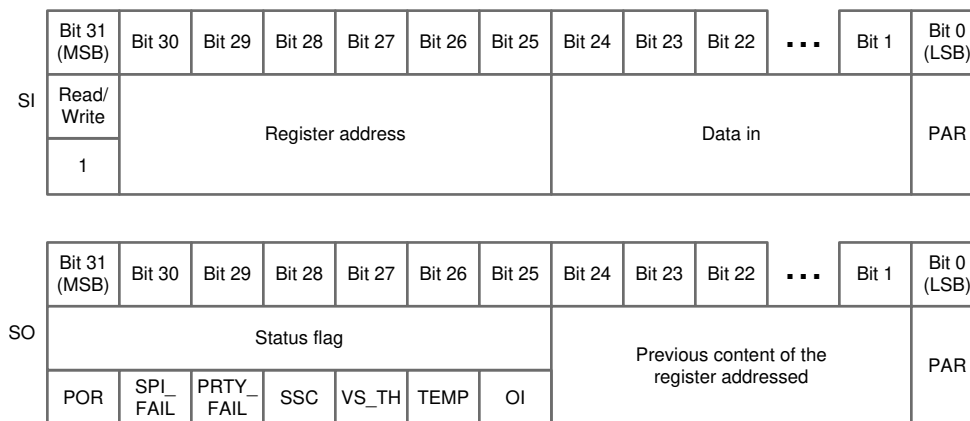 Bit 31 (MSB) Bit 30 Bit 29 Bit 28 Bit 27 Bit 26 Bit 25 Bit 24 Bit 23 Bit 22 ... Bit 1 Bit 0 (LSB)
SI
Read/
Write
1
Register address
Data in
PAR
Bit 31 (MSB) Bit 30 Bit 29 Bit 28 Bit 27 Bit 26 Bit 25 Bit 24 Bit 23 Bit 22 ... Bit 1 Bit 0 (LSB)
SO
Status flag
POR SPI_FAIL PRTY_FAIL SSC VS_TH TEMP OI
Previous content of the
register addressed
PAR